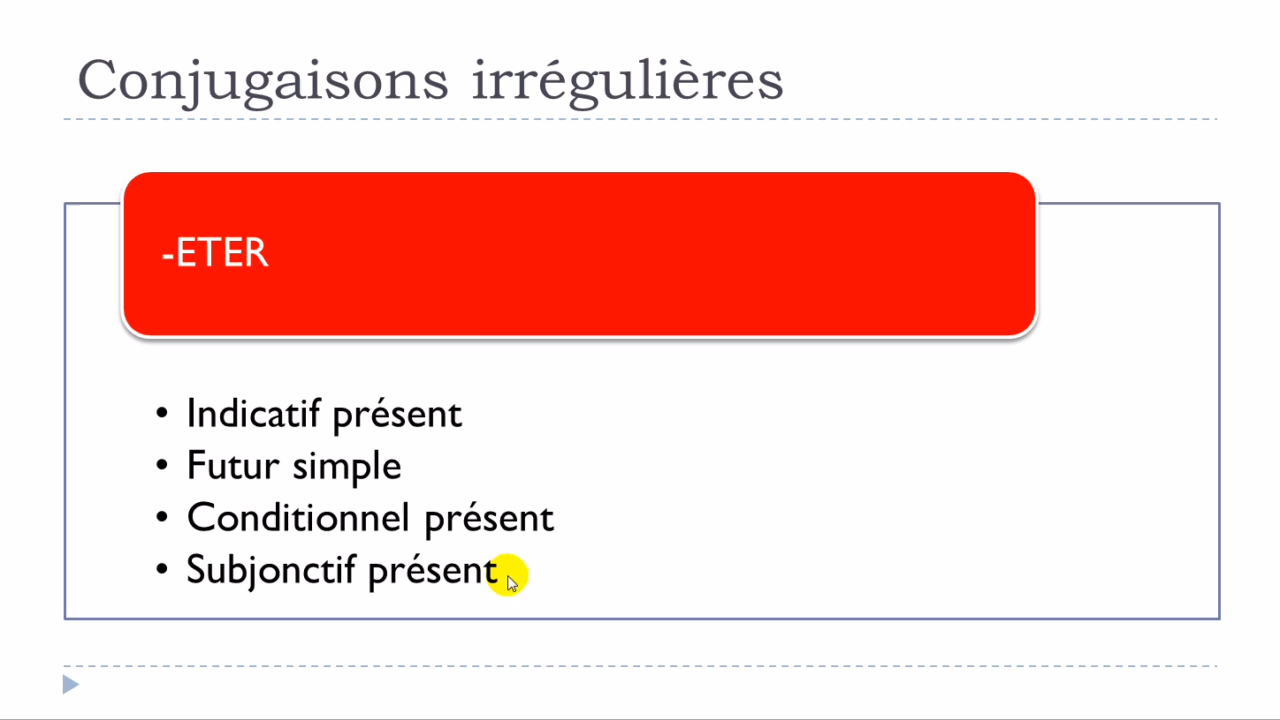 Conjugaisons irrégulières
-ETER
• Indicatif présent
• Futur simple
• Conditionnel présent
• Subjonctif présent